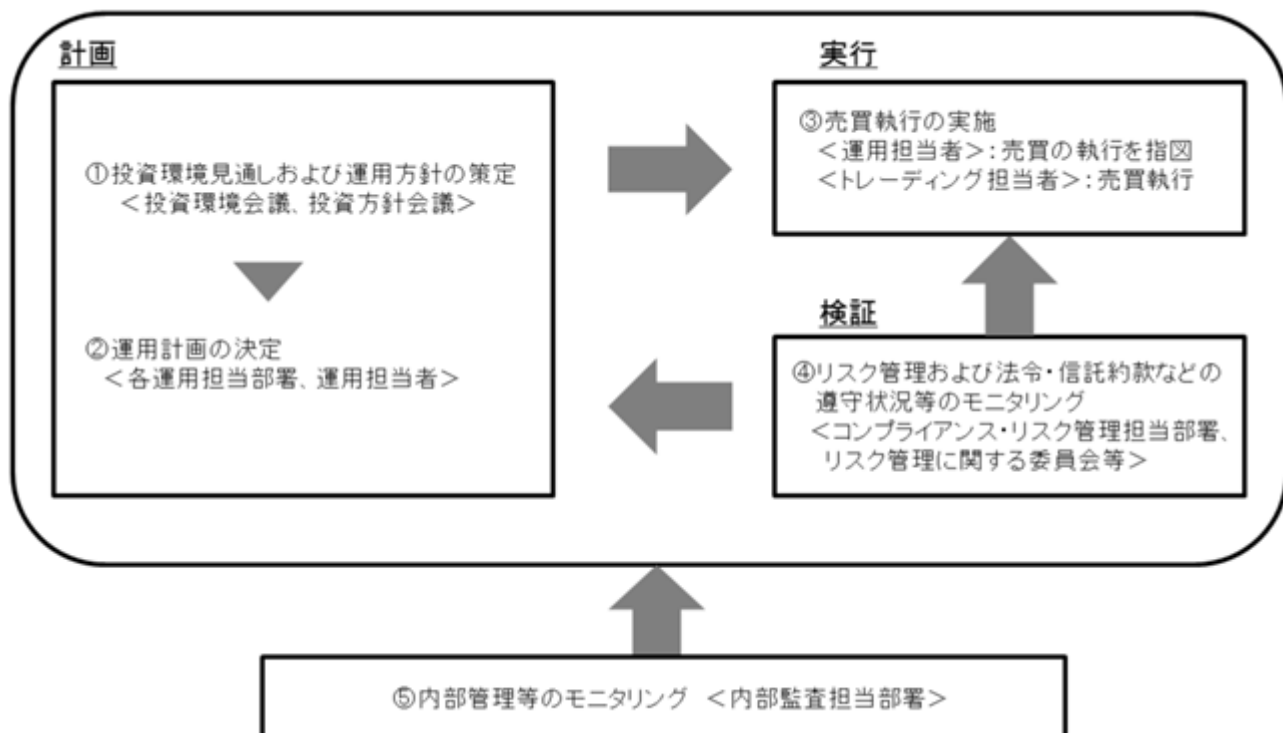 計画
①投資環境見通しおよび運用方針の策定
＜投資環境会議、投資方針会議＞
②運用計画の決定
＜各運用担当部署、運用担当者＞
実行
③売買執行の実施
＜運用担当者＞：売買の執行を指図
＜トレーディング担当者＞：売買執行
検証
④リスク管理および法令・信託約款などの
遵守状況等のモニタリング
＜コンプライアンス・リスク管理担当部署、
リスク管理に関する委員会等＞
⑤内部管理等のモニタリング ＜内部監査担当部署＞